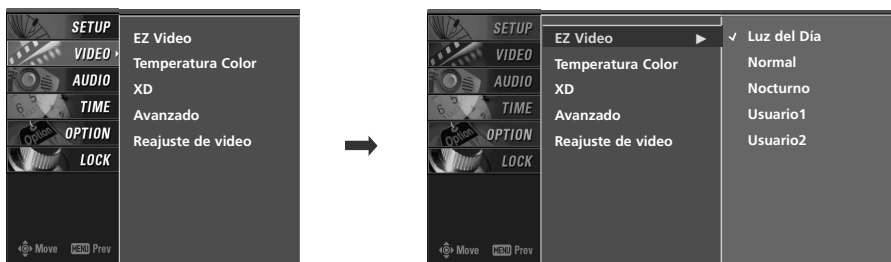 SETUP
VIDEO
AUDIO
TIME
OPTION
LOCK
Move MENU Prev
EZ Video
Temperatura Color
XD
Avanzado
Reajuste de video
SETUP
VIDEO
AUDIO
TIME
OPTION
LOCK
Move MENU Prev
EZ Video
Temperatura Color
XD
Avanzado
Reajuste de video
Luz del Día
Normal
Nocturno
Usuario1
Usuario2